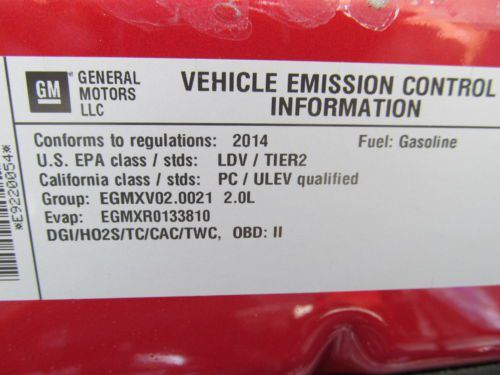 GM GENERAL MOTORS LLC
VEHICLE EMISSION CONTROL
INFORMATION
Conforms to regulations: 2014 Fuel: Gasoline
U.S. EPA class / stds: LDV / TIER2
California class / stds: PC / ULEV qualified
Group: EGMXV02.0021 2.0L
Evap: EGMXR0133810
DGI/HO2S/TC/CAC/TWC, OBD: II
*E9220054*